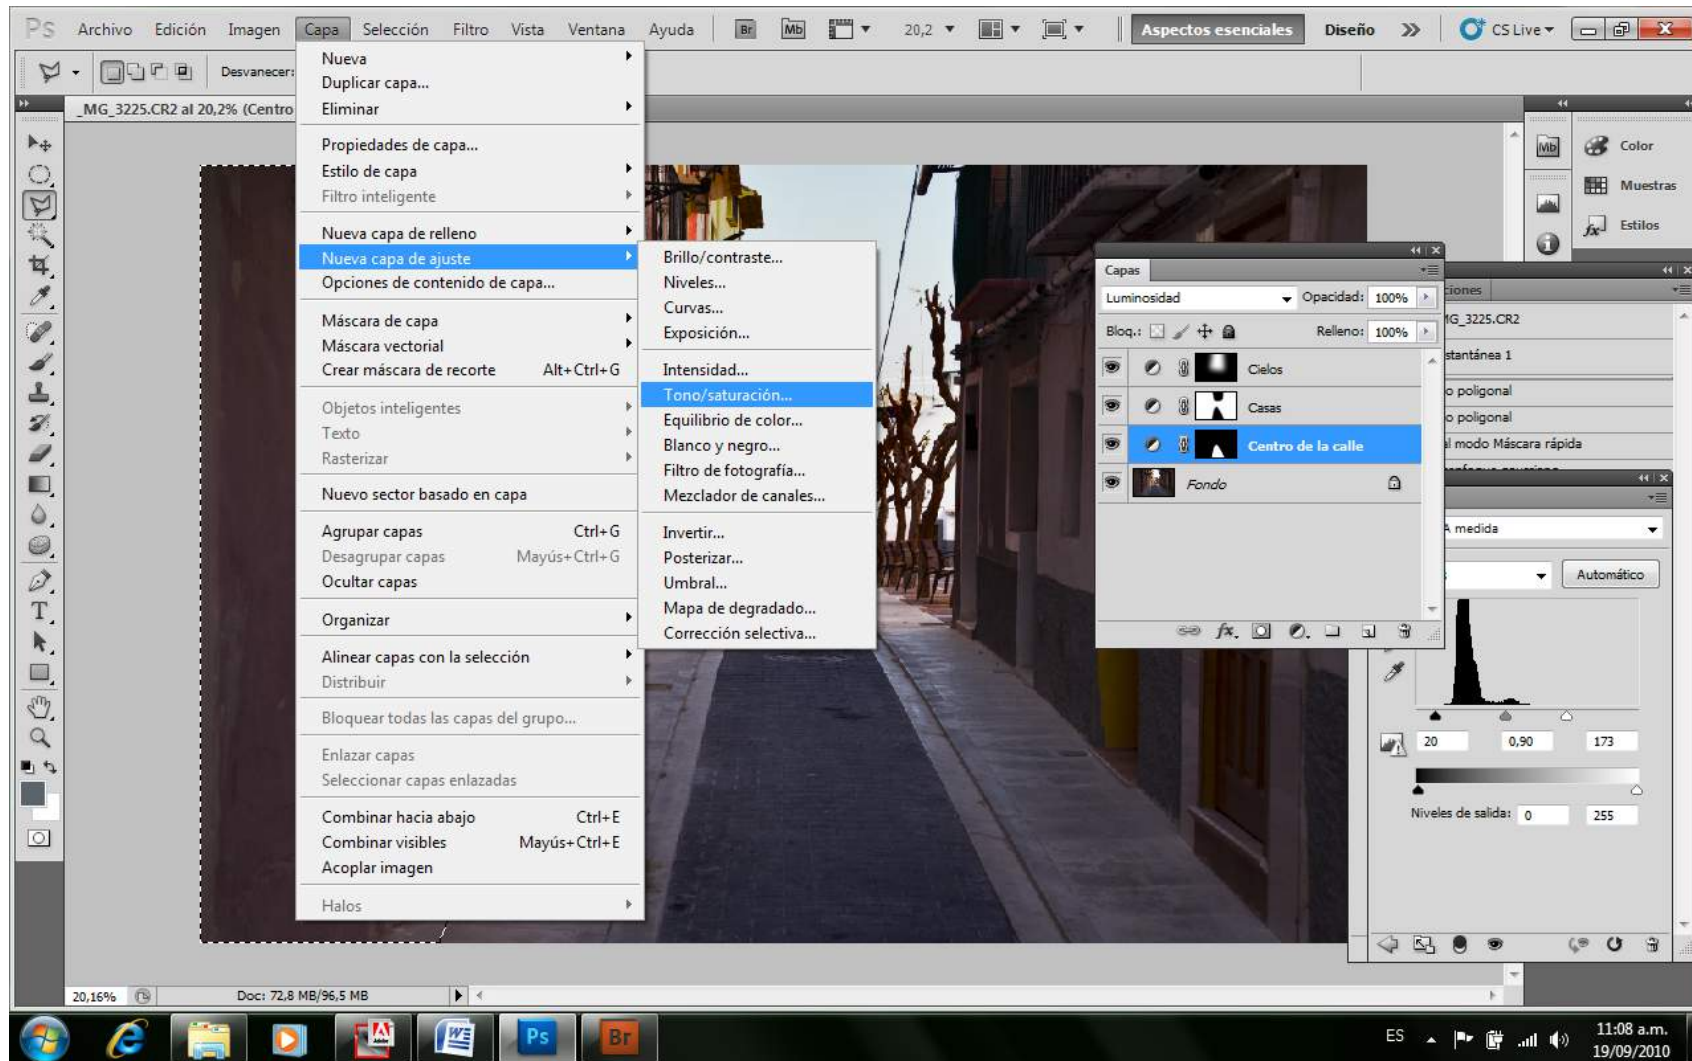 Ps Archivo Edición Imagen Capa Selección Filtro Vista Ventana Ayuda Br Mb 20,2 Aspectos esenciales Diseño CS Live
Desvanecer:
_MG_3225.CR2 al 20,2% (Centro
Nueva
Duplicar capa...
Eliminar
Propiedades de capa...
Estilo de capa
Filtro inteligente
Nueva capa de relleno
Nueva capa de ajuste
Opciones de contenido de capa...
Máscara de capa
Máscara vectorial
Crear máscara de recorte Alt+Ctrl+G
Objetos inteligentes
Texto
Rasterizar
Nuevo sector basado en capa
Agrupar capas Ctrl+G
Desagrupar capas Mayús+Ctrl+G
Ocultar capas
Organizar
Alinear capas con la selección
Distribuir
Bloquear todas las capas del grupo...
Enlazar capas
Seleccionar capas enlazadas
Combinar hacia abajo Ctrl+E
Combinar visibles Mayús+Ctrl+E
Acoplar imagen
Halos
Brillo/contraste...
Niveles...
Curvas...
Exposición...
Intensidad...
Tono/saturación...
Equilibrio de color...
Blanco y negro...
Filtro de fotografía...
Mezclador de canales...
Invertir...
Posterizar...
Umbral...
Mapa de degradado...
Corrección selectiva...
Capas
Luminosidad Opacidad: 100%
Bloq.: Relleno: 100%
Cielos
Casas
Centro de la calle
Fondo
Mb Color
Muestras
Estilos
ciones
MG_3225.CR2
stantánea 1
o poligonal
o poligonal
al modo Máscara rápida
A medida
Automático
20 0,90 173
Niveles de salida: 0 255
20,16% Doc: 72,8 MB/96,5 MB
Ps Br ES 11:08 a.m.
19/09/2010